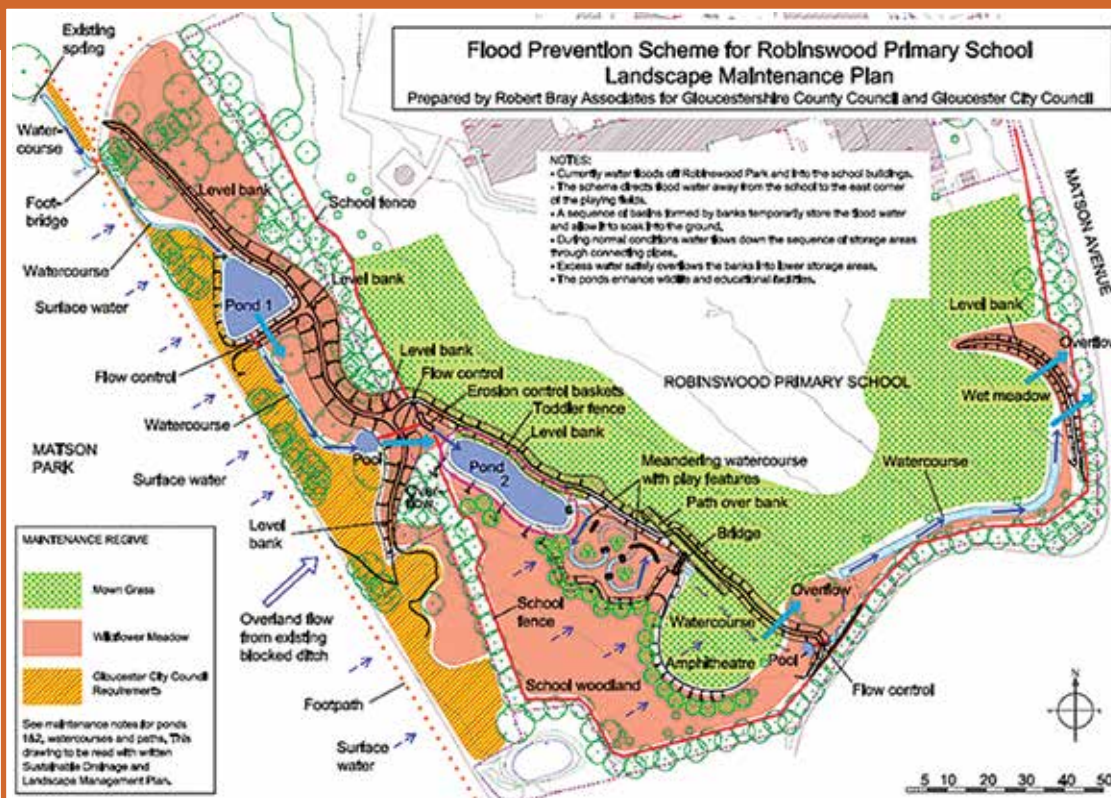 Flood Prevention Scheme for Robinswood Primary School
Landscape Maintenance Plan
Prepared by Robert Bray Associates for Gloucestershire County Council and Gloucester City Council
NOTES:
• Currently water floods off Robinswood Park and into the school buildings.
• The scheme directs flood water away from the school to the east corner
of the playing fields.
• A sequence of basins formed by banks temporarily store the flood water
and allow it to soak into the ground.
• During normal conditions water flows down the sequence of storage areas
through connecting pipes.
• Excess water safely overflows the banks into lower storage areas.
• The ponds enhance wildlife and educational facilities.
Existing
spring
Water-
course
Foot-
bridge
Watercourse
Surface water
Level bank
School fence
Level bank
Pond 1
Flow control
Watercourse
Surface water
MATSON
PARK
Pool
Level
bank
Over-
flow
Level bank
Flow control
Erosion control baskets
Toddler fence
Level bank
Pond
2
Meandering watercourse
with play features
Path over bank
Bridge
ROBINSWOOD PRIMARY SCHOOL
MATSON AVENUE
Level bank
Overflow
Wet meadow
Watercourse
Overflow
Watercourse
Amphitheatre
Pool
Flow control
School
fence
School woodland
Overland flow
from existing
blocked ditch
Footpath
Surface
water
MAINTENANCE REGIME
Mown Grass
Wildflower Meadow
Gloucester City Council
Requirements
See maintenance notes for ponds
1&2, watercourses and paths. This
drawing to be read with written
Sustainable Drainage and
Landscape Management Plan.
N
5 10 20 30 40 50